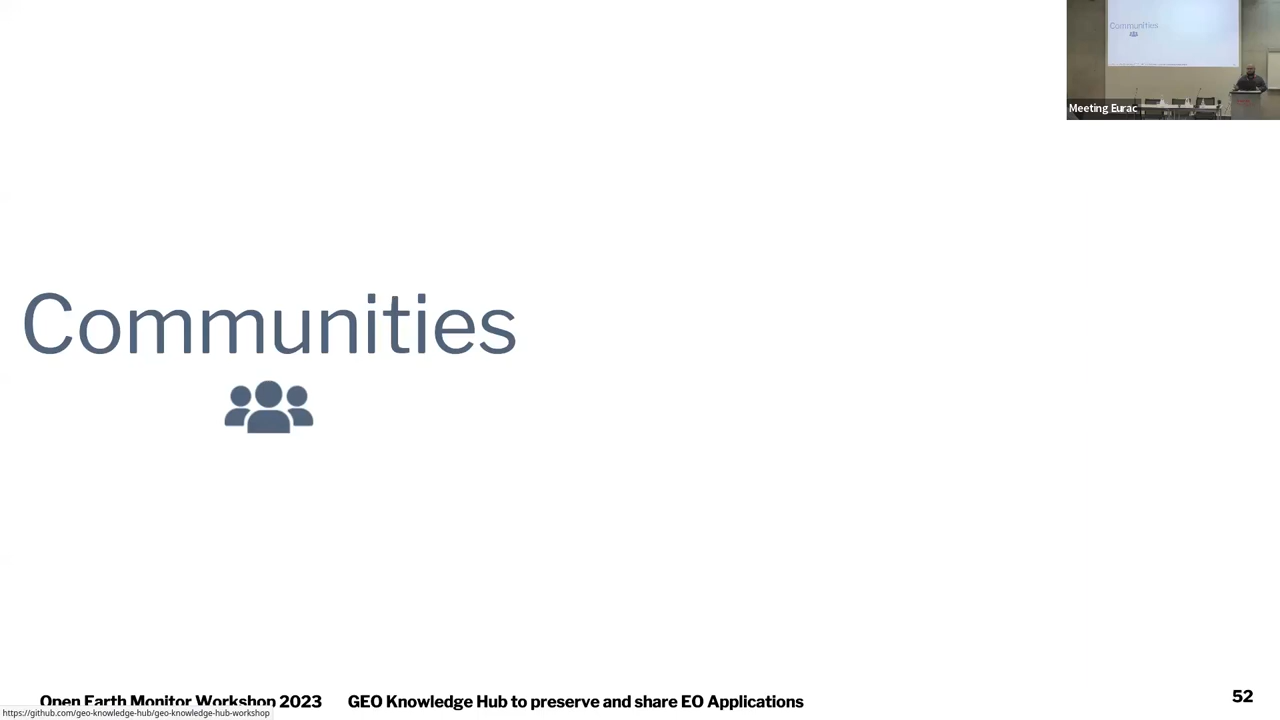 Communities
Meeting Eurac
Communities
Open Earth Monitor Workshop 2023 GEO Knowledge Hub to preserve and share EO Applications
52
https://github.com/geo-knowledge-hub/geo-knowledge-hub-workshop